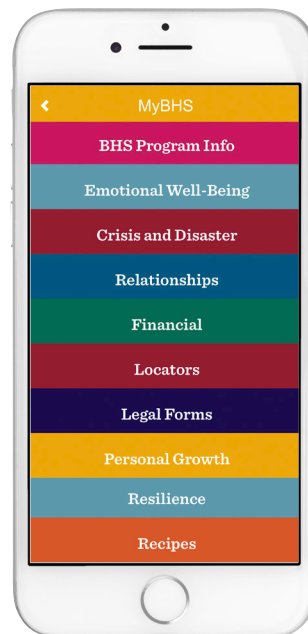 MyBHS
BHS Program Info
Emotional Well-Being
Crisis and Disaster
Relationships
Financial
Locators
Legal Forms
Personal Growth
Resilience
Recipes